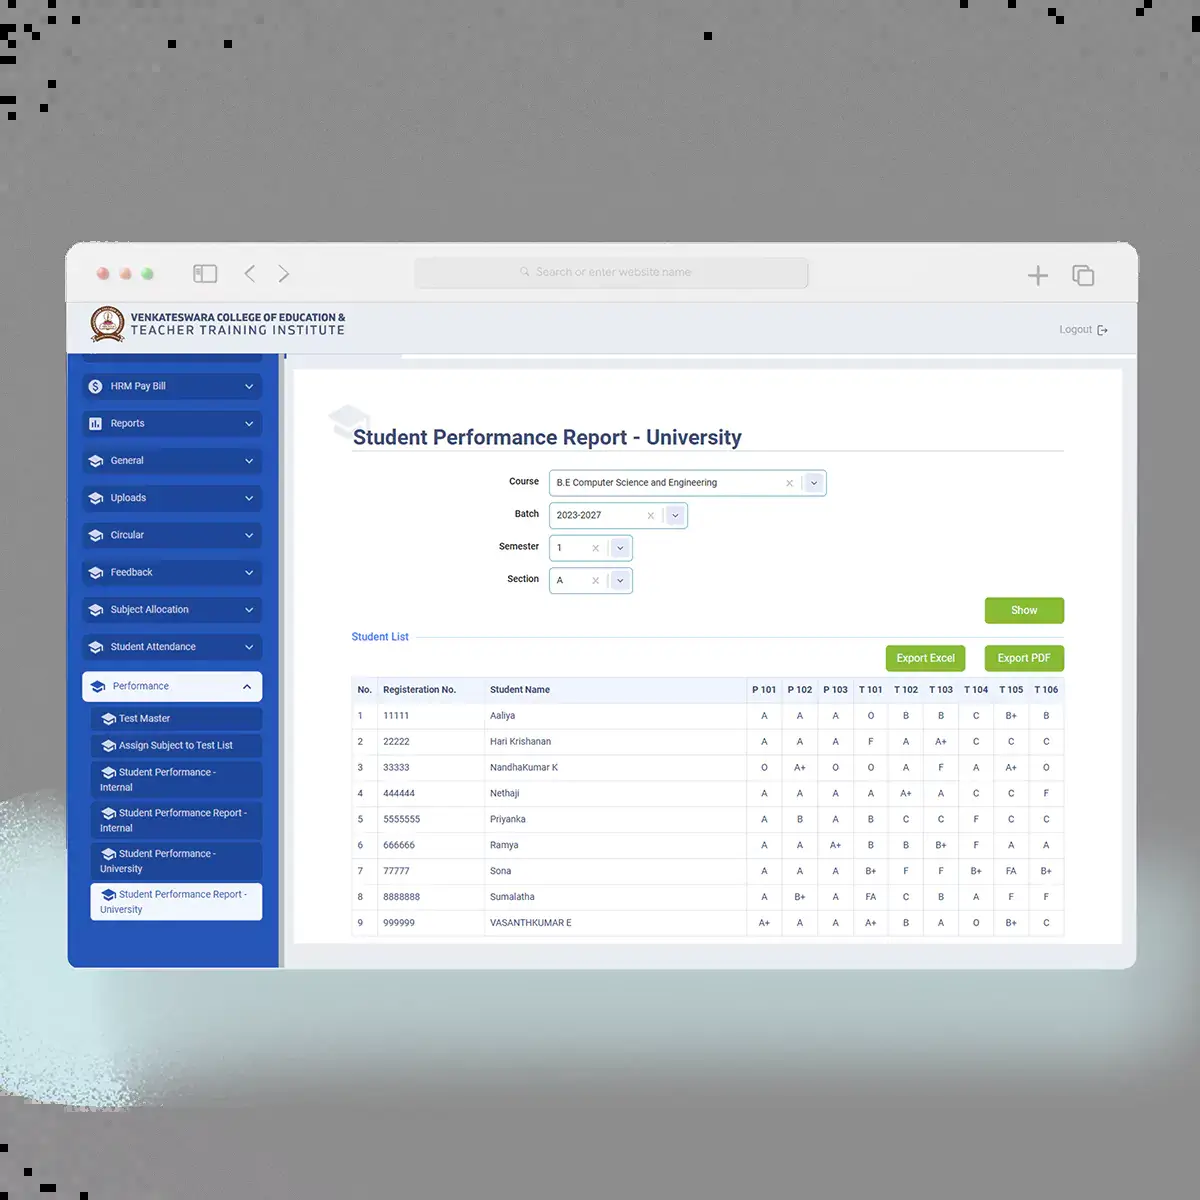 Search or enter website name
VENKATESWARA COLLEGE OF EDUCATION &
TEACHER TRAINING INSTITUTE
Logout
HRM Pay Bill
Reports
General
Uploads
Circular
Feedback
Subject Allocation
Student Attendance
Performance
Test Master
Assign Subject to Test List
Student Performance -
Internal
Student Performance Report -
Internal
Student Performance -
University
Student Performance Report -
University
Student Performance Report - University
Course B.E Computer Science and Engineering
Batch 2023-2027
Semester 1
Section A
Show
Student List
Export Excel Export PDF
No. Registeration No. Student Name P 101 P 102 P 103 T 101 T 102 T 103 T 104 T 105 T 106
1 11111 Aaliya A A A O B B C B+ B
2 22222 Hari Krishanan A A A F A A+ C C C
3 33333 NandhaKumar K O A+ O O A F A A+ O
4 444444 Nethaji A A A A A+ A C C F
5 5555555 Priyanka A B A B C C F C C
6 666666 Ramya A A A+ B B B+ F A A
7 77777 Sona A A A B+ F F B+ FA B+
8 8888888 Sumalatha A B+ A FA C B A F F
9 999999 VASANTHKUMAR E A+ A A A+ B A O B+ C